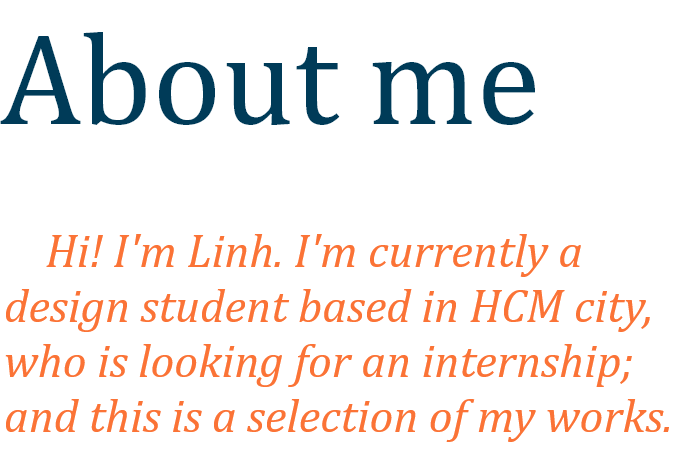 About me
Hi! I'm Linh. I'm currently a
design student based in HCM city,
who is looking for an internship;
and this is a selection of my works.